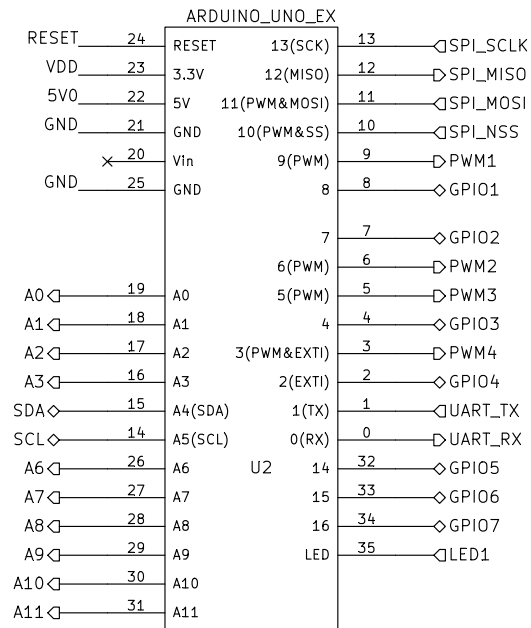 ARDUINO_UNO_EX
RESET 24 RESET 13(SCK) 13 SPI_SCLK
VDD 23 3.3V 12(MISO) 12 SPI_MISO
5V0 22 5V 11(PWM&MOSI) 11 SPI_MOSI
GND 21 GND 10(PWM&SS) 10 SPI_NSS
20 Vin 9(PWM) 9 PWM1
GND 25 GND 8 8 GPIO1
7 7 GPIO2
6(PWM) 6 PWM2
A0 19 A0 5(PWM) 5 PWM3
A1 18 A1 4 4 GPIO3
A2 17 A2 3(PWM&EXTI) 3 PWM4
A3 16 A3 2(EXTI) 2 GPIO4
SDA 15 A4(SDA) 1(TX) 1 UART_TX
SCL 14 A5(SCL) 0(RX) 0 UART_RX
A6 26 A6 U2 14 32 GPIO5
A7 27 A7 15 33 GPIO6
A8 28 A8 16 34 GPIO7
A9 29 A9 LED 35 LED1
A10 30 A10
A11 31 A11